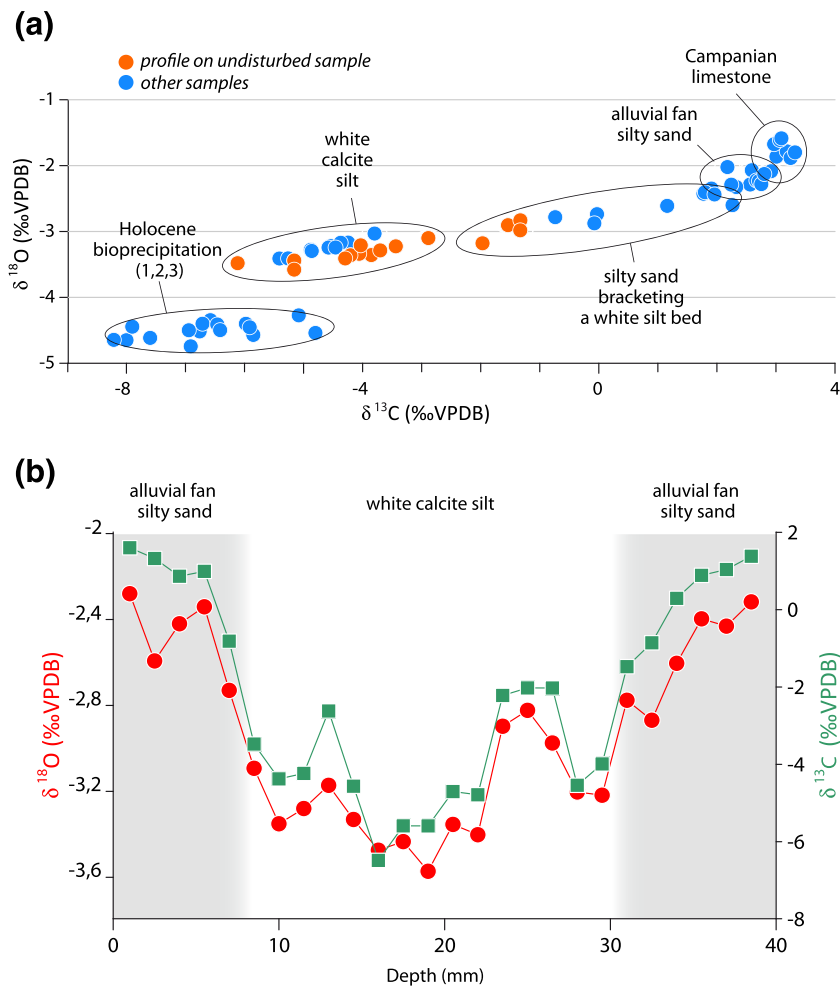 (a)
profile on undisturbed sample
other samples
Campanian
limestone
alluvial fan
silty sand
white
calcite
silt
Holocene
bioprecipitation
(1,2,3)
silty sand
bracketing
a white silt bed
-1
-2
-3
-4
-5
δ 18O (‰VPDB)
-8
-4
0
4
δ 13C (‰VPDB)
(b)
alluvial fan
silty sand
white calcite silt
alluvial fan
silty sand
-2
-2,4
-2,8
-3,2
-3,6
δ 18O (‰VPDB)
2
0
-2
-4
-6
-8
δ 13C (‰VPDB)
0
10
20
30
40
Depth (mm)